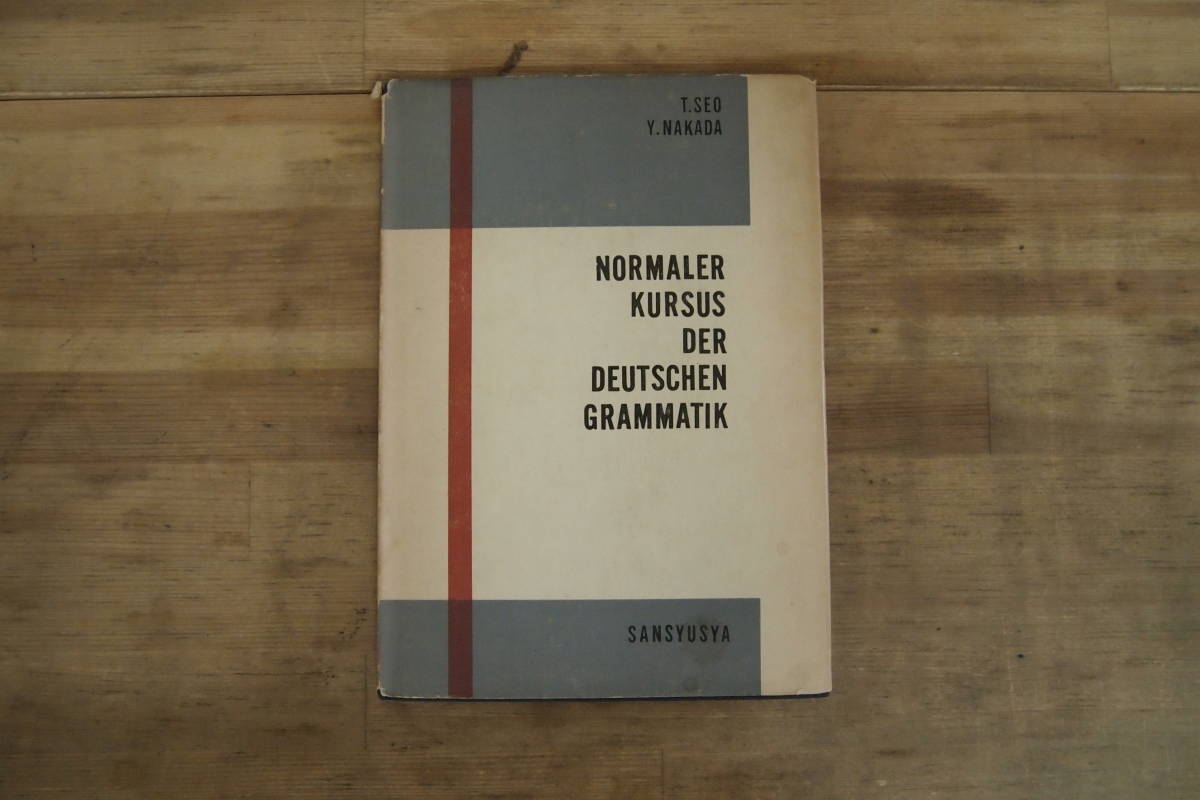 T.SEO
Y.NAKADA
NORMALER
KURSUS
DER
DEUTSCHEN
GRAMMATIK
SANSYUSYA